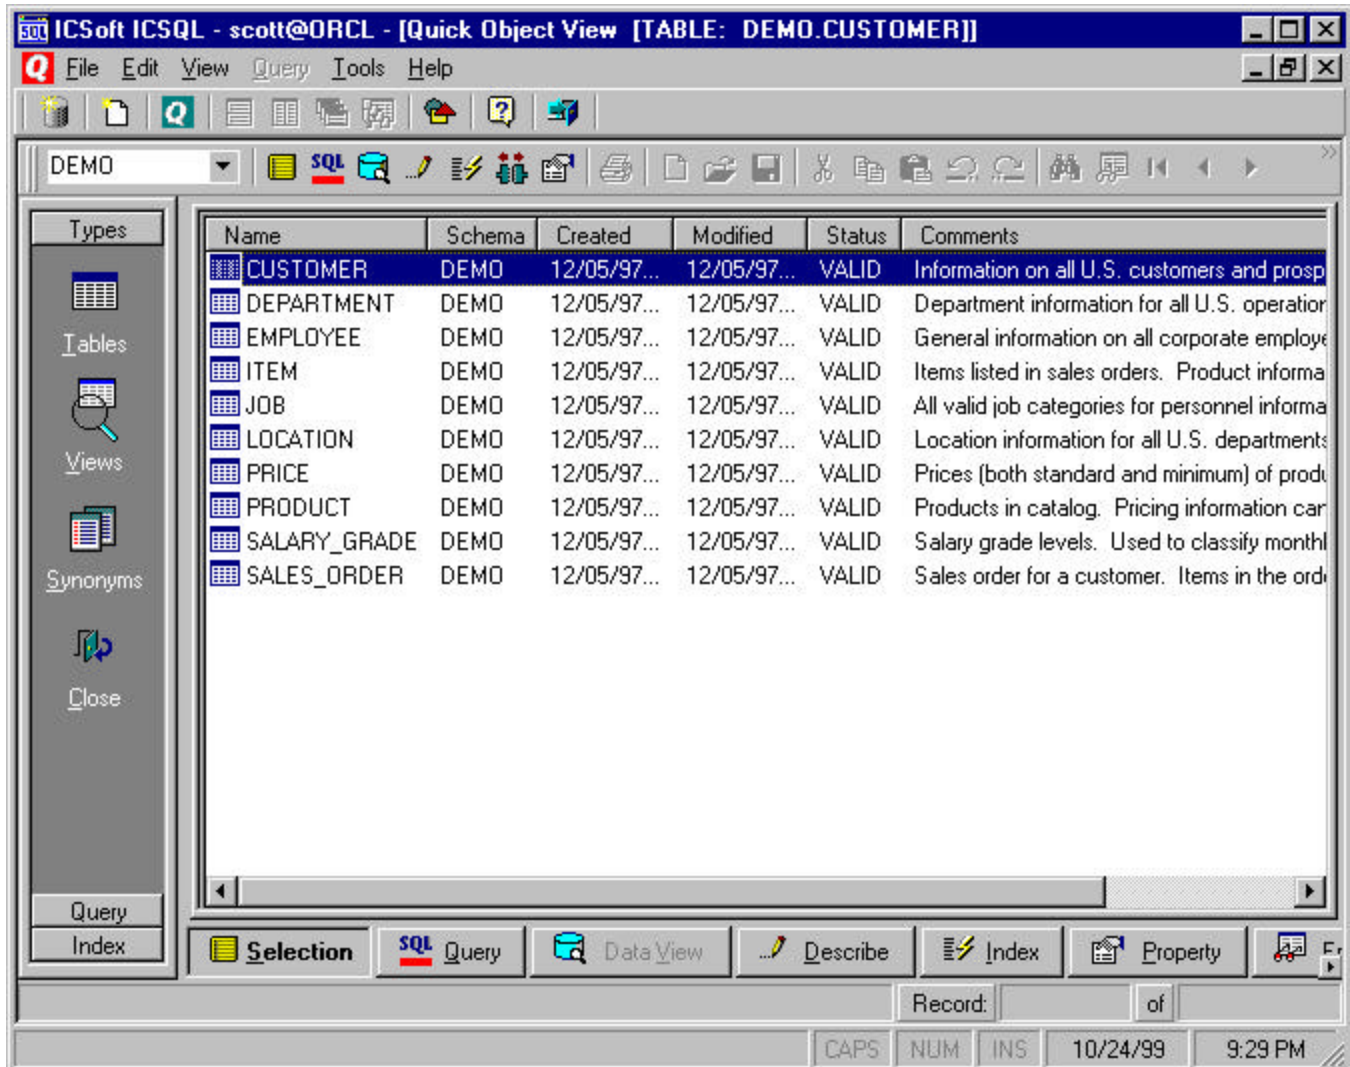 SQL ICSoft ICSQL - scott@ORCL - [Quick Object View [TABLE: DEMO.CUSTOMER]]
Q File Edit View Query Tools Help
Q ?
DEMO SQL »
Types
Tables
Views
Synonyms
Close
Query
Index
Name Schema Created Modified Status Comments
CUSTOMER DEMO 12/05/97... 12/05/97... VALID Information on all U.S. customers and prosp
DEPARTMENT DEMO 12/05/97... 12/05/97... VALID Department information for all U.S. operation
EMPLOYEE DEMO 12/05/97... 12/05/97... VALID General information on all corporate employe
ITEM DEMO 12/05/97... 12/05/97... VALID Items listed in sales orders. Product informa
JOB DEMO 12/05/97... 12/05/97... VALID All valid job categories for personnel informa
LOCATION DEMO 12/05/97... 12/05/97... VALID Location information for all U.S. departments
PRICE DEMO 12/05/97... 12/05/97... VALID Prices (both standard and minimum) of produ
PRODUCT DEMO 12/05/97... 12/05/97... VALID Products in catalog. Pricing information can
SALARY_GRADE DEMO 12/05/97... 12/05/97... VALID Salary grade levels. Used to classify monthl
SALES_ORDER DEMO 12/05/97... 12/05/97... VALID Sales order for a customer. Items in the orde
Selection SQL Query Data View Describe Index Property
Record: of
CAPS NUM INS 10/24/99 9:29 PM